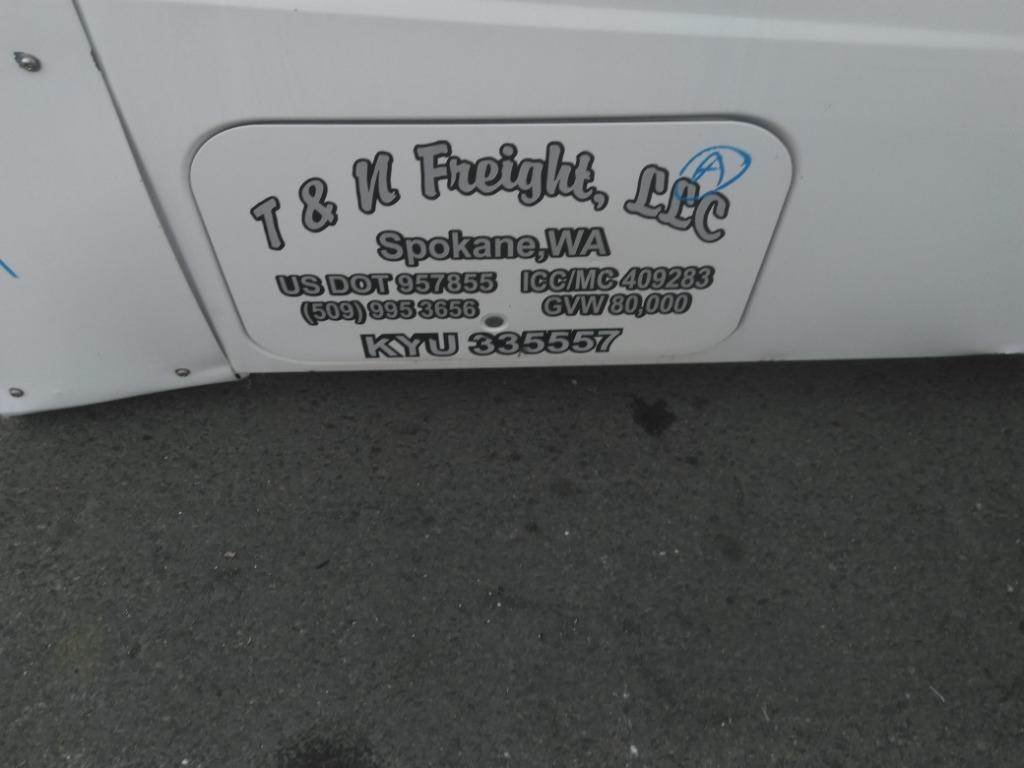 T & N Freight, LLC
A
Spokane,WA
US DOT 957855 ICC/MC 409283
(509) 995 3656 GVW 80,000
KYU 335557